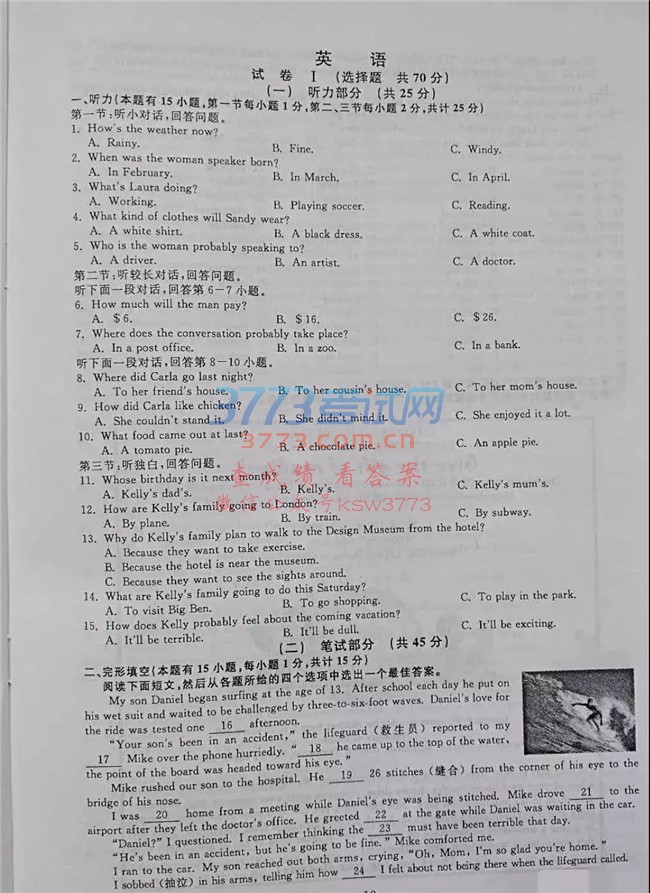 英 语
试 卷 Ⅰ (选择题 共70分)
(一) 听力部分 (共25分)
一、听力(本题有15小题,第一节每小题1分,第二、三节每小题2分,共计25分)
第一节:听小对话,回答问题。
1. How's the weather now?
A. Rainy. B. Fine. C. Windy.
2. When was the woman speaker born?
A. In February. B. In March. C. In April.
3. What's Laura doing?
A. Working. B. Playing soccer. C. Reading.
4. What kind of clothes will Sandy wear?
A. A white shirt. B. A black dress. C. A white coat.
5. Who is the woman probably speaking to?
A. A driver. B. An artist. C. A doctor.
第二节:听较长对话,回答问题。
听下面一段对话,回答第6-7小题。
6. How much will the man pay?
A. $6. B. $16. C. $26.
7. Where does the conversation probably take place?
A. In a post office. B. In a zoo. C. In a bank.
听下面一段对话,回答第8-10小题。
8. Where did Carla go last night?
A. To her friend's house. B. To her cousin's house. C. To her mom's house.
3773考试网
9. How did Carla like chicken?
A. She couldn't stand it. B. She didn't mind it. C. She enjoyed it a lot.
3773.com.cn
10. What food came out at last?
A. A tomato pie. B. A chocolate pie. C. An apple pie.
第三节:听独白,回答问题。
查成绩 看答案
11. Whose birthday is it next month?
A. Kelly's dad's. B. Kelly's. C. Kelly's mum's.
微信公众号ksw3773
12. How are Kelly's family going to London?
A. By plane. B. By train. C. By subway.
13. Why do Kelly's family plan to walk to the Design Museum from the hotel?
A. Because they want to take exercise.
B. Because the hotel is near the museum.
C. Because they want to see the sights around.
14. What are Kelly's family going to do this Saturday?
A. To visit Big Ben. B. To go shopping. C. To play in the park.
15. How does Kelly probably feel about the coming vacation?
A. It'll be terrible. B. It'll be dull. C. It'll be exciting.
(二) 笔试部分 (共45分)
二、完形填空(本题有15小题,每小题1分,共计15分)
阅读下面短文,然后从各题所给的四个选项中选出一个最佳答案。
My son Daniel began surfing at the age of 13. After school each day he put on
his wet suit and waited to be challenged by three-to-six-foot waves. Daniel's love for
the ride was tested one 16 afternoon.
"Your son's been in an accident," the lifeguard (救生员) reported to my
17 Mike over the phone hurriedly. " 18 he came up to the top of the water,
the point of the board was headed toward his eye."
Mike rushed our son to the hospital. He 19 26 stitches (缝合) from the corner of his eye to the
bridge of his nose.
I was 20 home from a meeting while Daniel's eye was being stitched. Mike drove 21 to the
airport after they left the doctor's office. He greeted 22 at the gate while Daniel was waiting in the car.
"Daniel?" I questioned. I remember thinking the 23 must have been terrible that day.
"He's been in an accident, but he's going to be fine." Mike comforted me.
I ran to the car. My son reached out both arms, crying, "Oh, Mom, I'm so glad you're home."
I sobbed (抽泣) in his arms, telling him how 24 I felt about not being there when the lifeguard called.